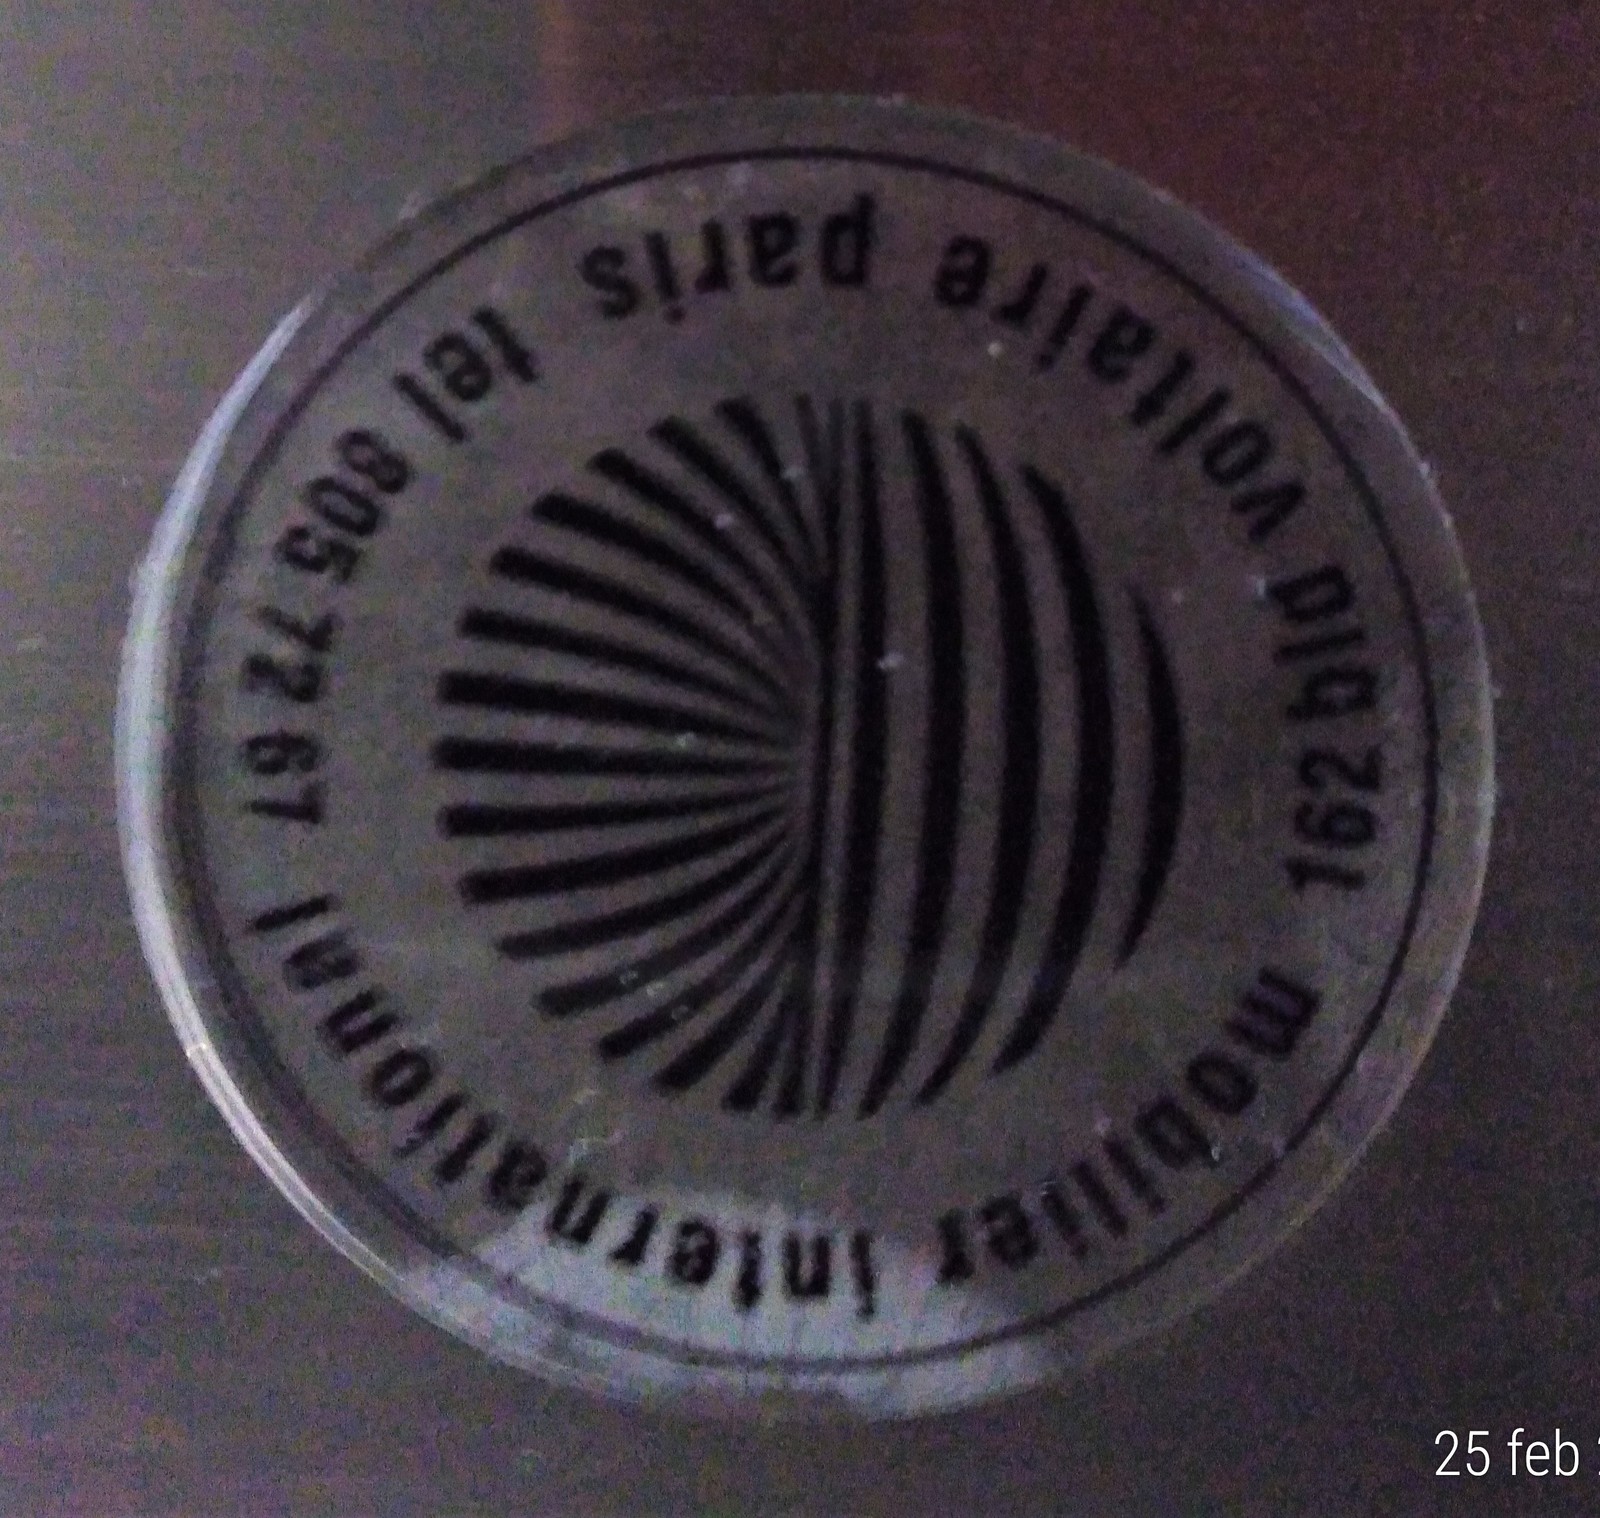 mobilier international
162 bld voltaire paris tel 805 72 67
25 feb